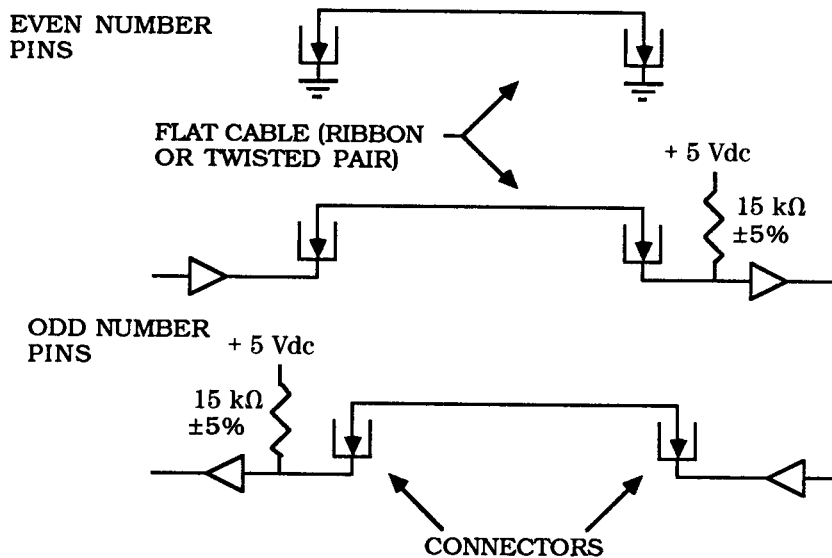 EVEN NUMBER
PINS
FLAT CABLE (RIBBON
OR TWISTED PAIR)
+ 5 Vdc
15 kΩ
±5%
ODD NUMBER
PINS
+ 5 Vdc
15 kΩ
±5%
CONNECTORS